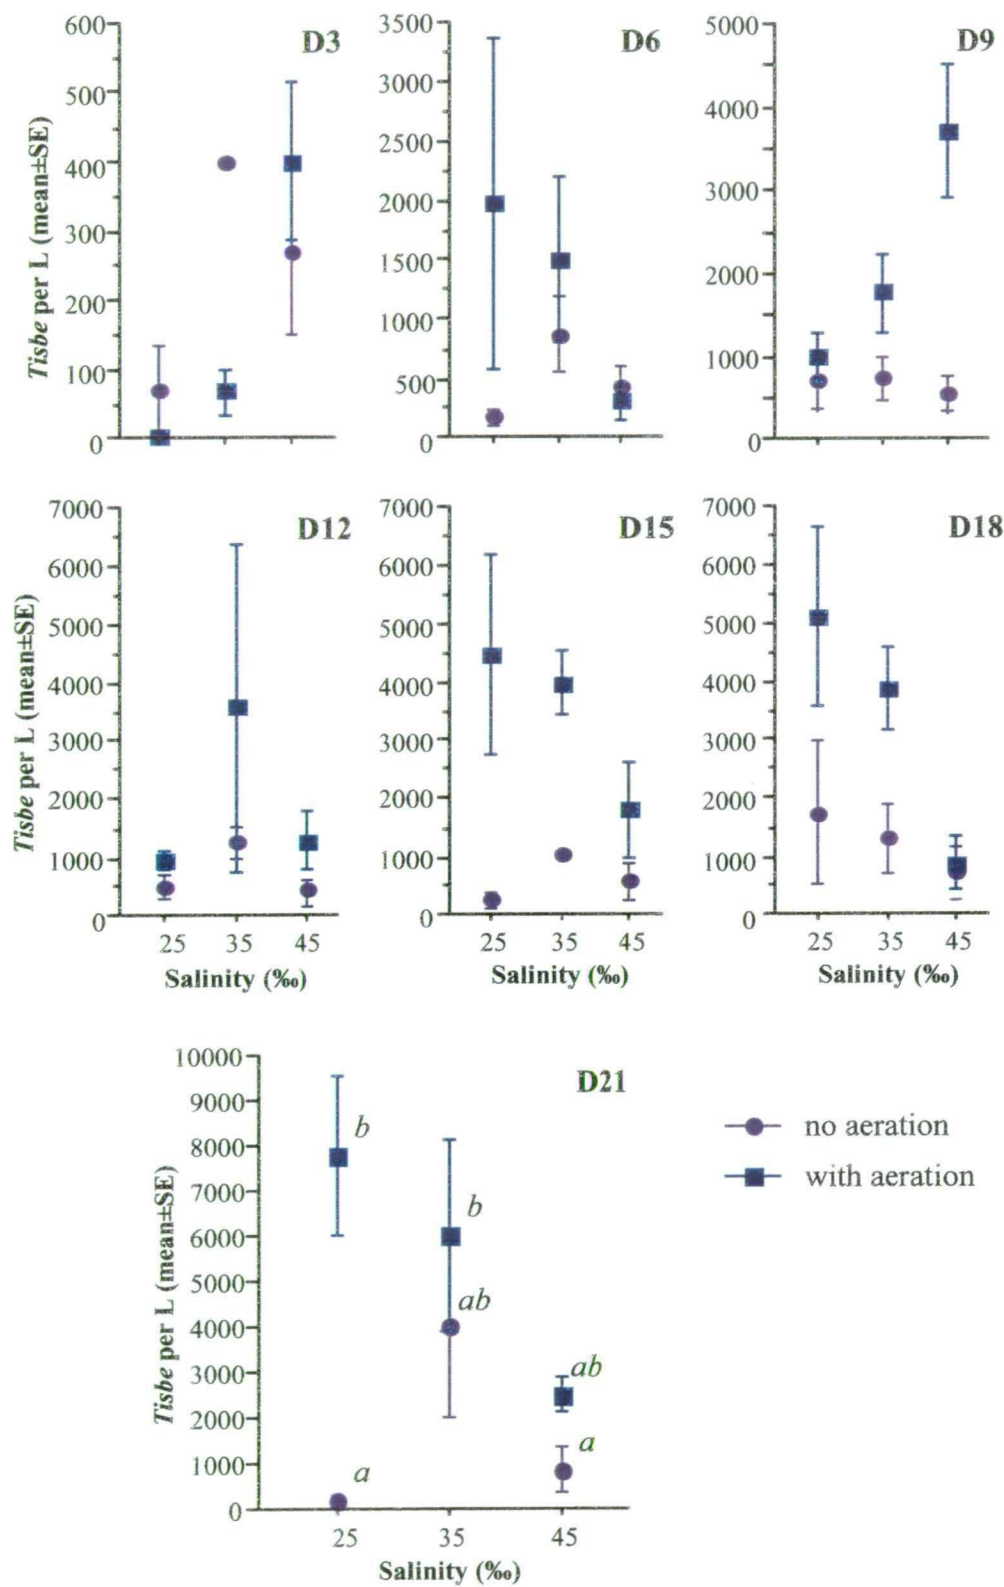 600
500
400
300
200
100
0
Tisbe per L (mean±SE)
D3
3500
3000
2500
2000
1500
1000
500
0
D6
5000
4000
3000
2000
1000
0
D9
7000
6000
5000
4000
3000
2000
1000
0
Tisbe per L (mean±SE)
D12
25 35 45
Salinity (‰)
7000
6000
5000
4000
3000
2000
1000
0
D15
25 35 45
Salinity (‰)
7000
6000
5000
4000
3000
2000
1000
0
D18
25 35 45
Salinity (‰)
10000
9000
8000
7000
6000
5000
4000
3000
2000
1000
0
Tisbe per L (mean±SE)
D21
b
b
ab
ab
a
a
25 35 45
Salinity (‰)
no aeration
with aeration